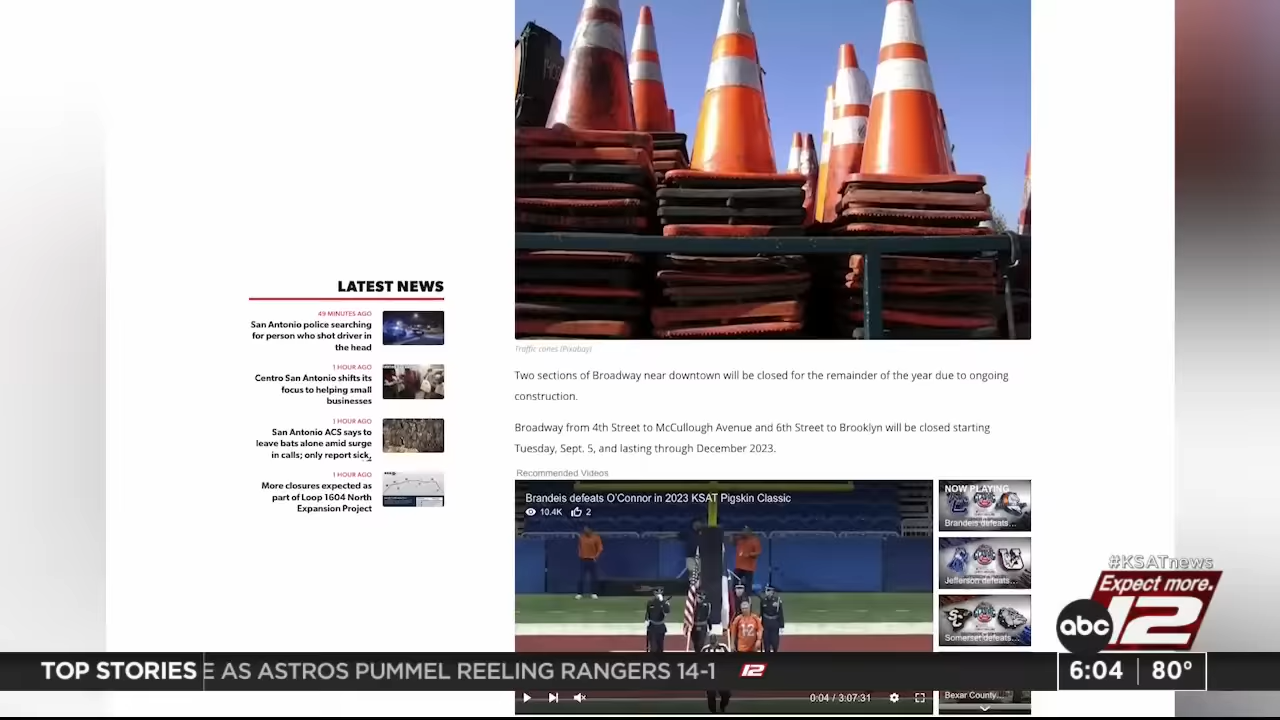 LATEST NEWS
49 MINUTES AGO
San Antonio police searching
for person who shot driver in
the head
1 HOUR AGO
Centro San Antonio shifts its
focus to helping small
businesses
1 HOUR AGO
San Antonio ACS says to
leave bats alone amid surge
in calls; only report sick,
1 HOUR AGO
More closures expected as
part of Loop 1604 North
Expansion Project
Traffic cones (Pixabay)
Two sections of Broadway near downtown will be closed for the remainder of the year due to ongoing
construction.
Broadway from 4th Street to McCullough Avenue and 6th Street to Brooklyn will be closed starting
Tuesday, Sept. 5, and lasting through December 2023.
Recommended Videos
Brandeis defeats O'Connor in 2023 KSAT Pigskin Classic
10.4K 2
12
0:04 / 3:07:31
NOW PLAYING
Brandeis defeats...
Jefferson defeats...
SC
Somerset defeats...
Bexar County...
#KSATnews
Expect more.
abc 12
TOP STORIES E AS ASTROS PUMMEL REELING RANGERS 14-1 12
6:04 80°